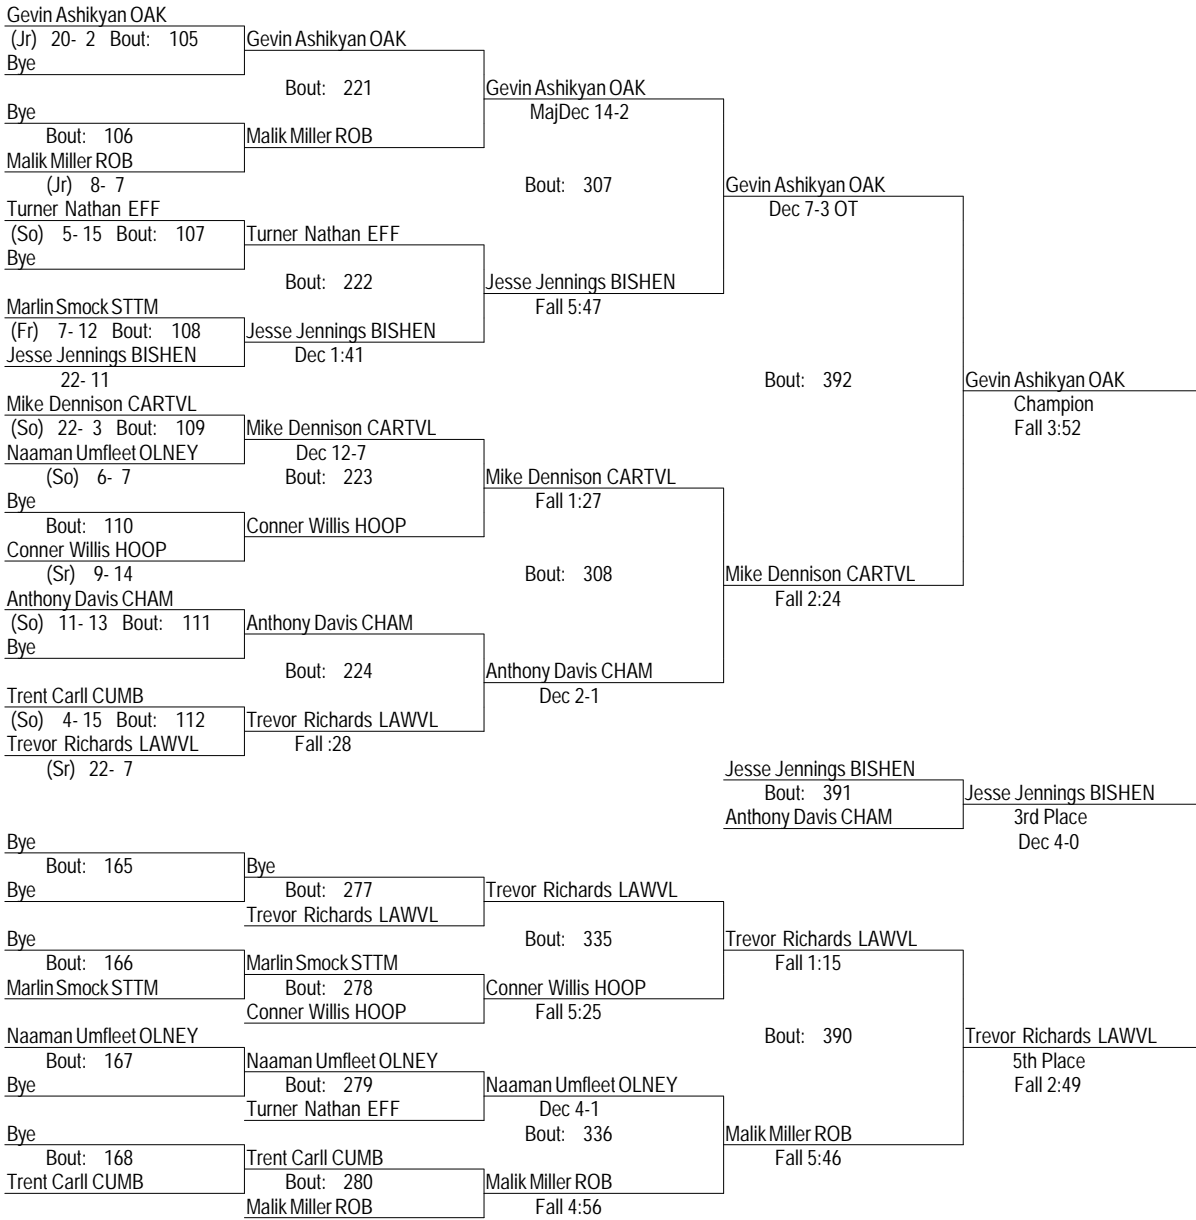 Gevin Ashikyan OAK
(Jr) 20- 2 Bout: 105 Gevin Ashikyan OAK
Bye
Bout: 221 Gevin Ashikyan OAK
Bye MajDec 14-2
Bout: 106 Malik Miller ROB
Malik Miller ROB
(Jr) 8- 7 Bout: 307 Gevin Ashikyan OAK
Turner Nathan EFF Dec 7-3 OT
(So) 5- 15 Bout: 107 Turner Nathan EFF
Bye
Bout: 222 Jesse Jennings BISHEN
Marlin Smock STTM Fall 5:47
(Fr) 7- 12 Bout: 108 Jesse Jennings BISHEN
Jesse Jennings BISHEN Dec 1:41
22- 11 Bout: 392 Gevin Ashikyan OAK
Mike Dennison CARTVL Champion
(So) 22- 3 Bout: 109 Mike Dennison CARTVL Fall 3:52
Naaman Umfleet OLNEY Dec 12-7
(So) 6- 7 Bout: 223 Mike Dennison CARTVL
Bye Fall 1:27
Bout: 110 Conner Willis HOOP
Conner Willis HOOP
(Sr) 9- 14 Bout: 308 Mike Dennison CARTVL
Anthony Davis CHAM Fall 2:24
(So) 11- 13 Bout: 111 Anthony Davis CHAM
Bye
Bout: 224 Anthony Davis CHAM
Trent Carll CUMB Dec 2-1
(So) 4- 15 Bout: 112 Trevor Richards LAWVL
Trevor Richards LAWVL Fall :28
(Sr) 22- 7 Jesse Jennings BISHEN
Bout: 391 Jesse Jennings BISHEN
Anthony Davis CHAM 3rd Place
Bye Dec 4-0
Bout: 165 Bye
Bye Bout: 277 Trevor Richards LAWVL
Trevor Richards LAWVL
Bye Bout: 335 Trevor Richards LAWVL
Bout: 166 Marlin Smock STTM Fall 1:15
Marlin Smock STTM Bout: 278 Conner Willis HOOP
Conner Willis HOOP Fall 5:25
Naaman Umfleet OLNEY Bout: 390 Trevor Richards LAWVL
Bout: 167 Naaman Umfleet OLNEY 5th Place
Bye Bout: 279 Naaman Umfleet OLNEY Fall 2:49
Turner Nathan EFF Dec 4-1
Bye Bout: 336 Malik Miller ROB
Bout: 168 Trent Carll CUMB Fall 5:46
Trent Carll CUMB Bout: 280 Malik Miller ROB
Malik Miller ROB Fall 4:56